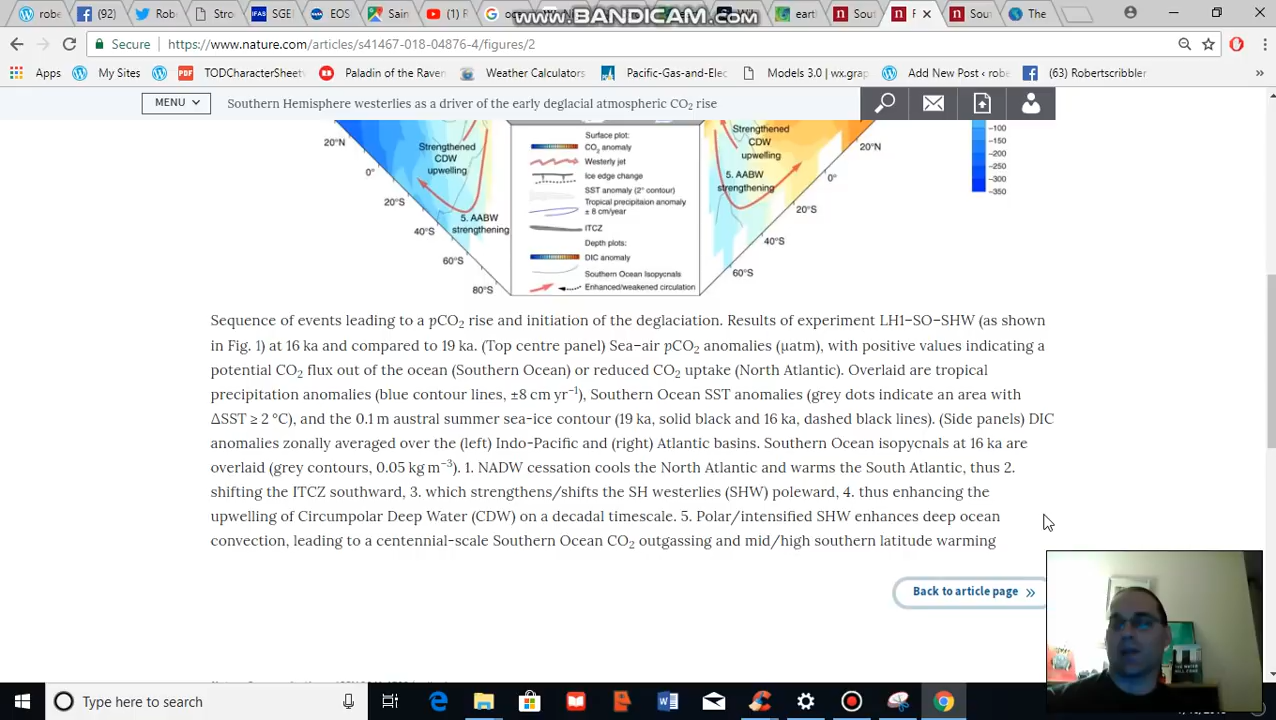 www.BANDICAM.com
rob
(92)
Stro
Sno
EOS
Sain
(1) R
Sout
R
Sout
The
Secure
https://www.nature.com/articles/s41467-018-04876-4/figures/2
Apps My Sites TODCharacterSheets Paladin of the Raven Weather Calculators Pacific-Gas-and-Elec Models 3.0 | wx.grap Add New Post ‹ robe (63) Robertscribbler »
MENU Southern Hemisphere westerlies as a driver of the early deglacial atmospheric CO₂ rise
20°N
0°
20°S
40°S
60°S
80°S
Strengthened
CDW
upwelling
5. AABW
strengthening
Surface plot:
CO₂ anomaly
Westerly jet
Ice edge change
SST anomaly (2° contour)
Tropical precipitaion anomaly
± 8 cm/year
ITCZ
Depth plots:
DIC anomaly
Southern Ocean Isopycnals
Enhanced/weakened circulation
Strengthened
CDW
upwelling
5. AABW
strengthening
20°N
0°
20°S
40°S
60°S
−100
−150
−200
−250
−300
−350
Sequence of events leading to a pCO₂ rise and initiation of the deglaciation. Results of experiment LH1–SO–SHW (as shown
in Fig. 1) at 16 ka and compared to 19 ka. (Top centre panel) Sea–air pCO₂ anomalies (μatm), with positive values indicating a
potential CO₂ flux out of the ocean (Southern Ocean) or reduced CO₂ uptake (North Atlantic). Overlaid are tropical
precipitation anomalies (blue contour lines, ±8 cm yr⁻¹), Southern Ocean SST anomalies (grey dots indicate an area with
ΔSST ≥ 2 °C), and the 0.1 m austral summer sea-ice contour (19 ka, solid black and 16 ka, dashed black lines). (Side panels) DIC
anomalies zonally averaged over the (left) Indo-Pacific and (right) Atlantic basins. Southern Ocean isopycnals at 16 ka are
overlaid (grey contours, 0.05 kg m⁻³). 1. NADW cessation cools the North Atlantic and warms the South Atlantic, thus 2.
shifting the ITCZ southward, 3. which strengthens/shifts the SH westerlies (SHW) poleward, 4. thus enhancing the
upwelling of Circumpolar Deep Water (CDW) on a decadal timescale. 5. Polar/intensified SHW enhances deep ocean
convection, leading to a centennial-scale Southern Ocean CO₂ outgassing and mid/high southern latitude warming
Back to article page »
Type here to search